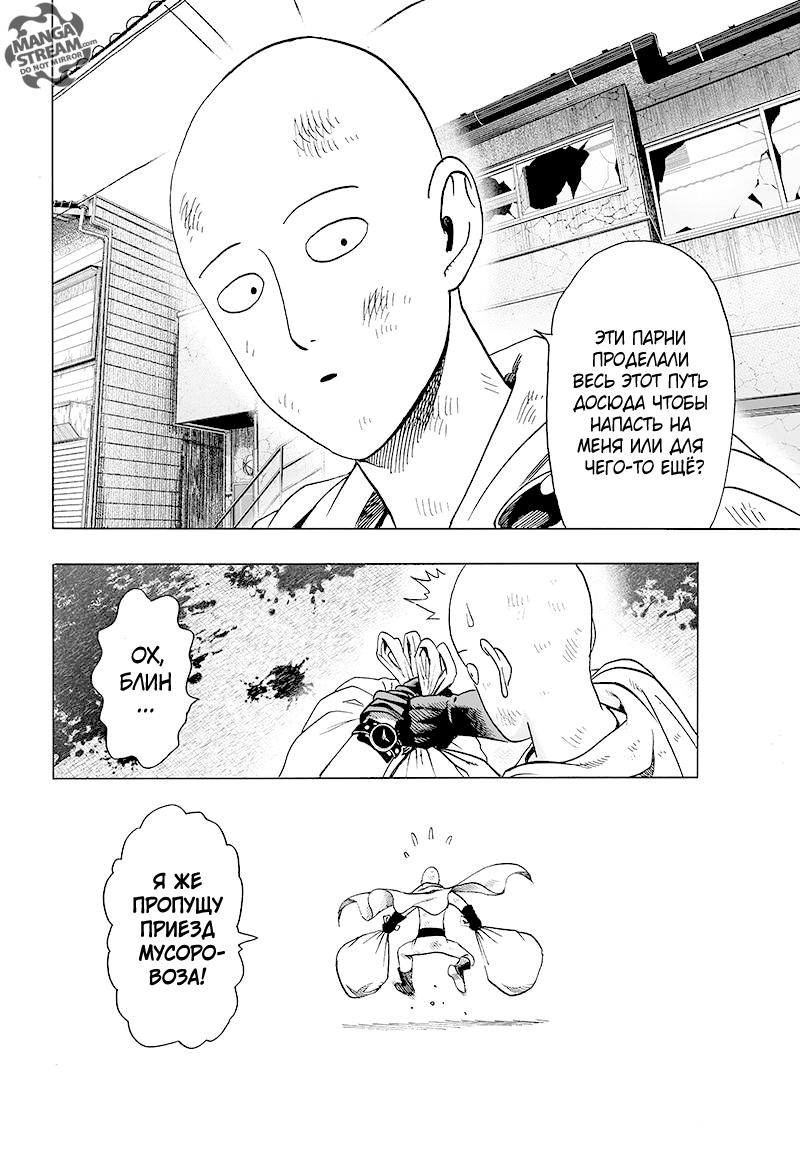 MANGA
STREAM.com
DO NOT MIRROR!
ЭТИ ПАРНИ
ПРОДЕЛАЛИ
ВЕСЬ ЭТОТ ПУТЬ
ДОСЮДА ЧТОБЫ
НАПАСТЬ НА
МЕНЯ ИЛИ ДЛЯ
ЧЕГО-ТО ЕЩЁ?
ОХ,
БЛИН
...
Я ЖЕ
ПРОПУЩУ
ПРИЕЗД
МУСОРО-
ВОЗА!